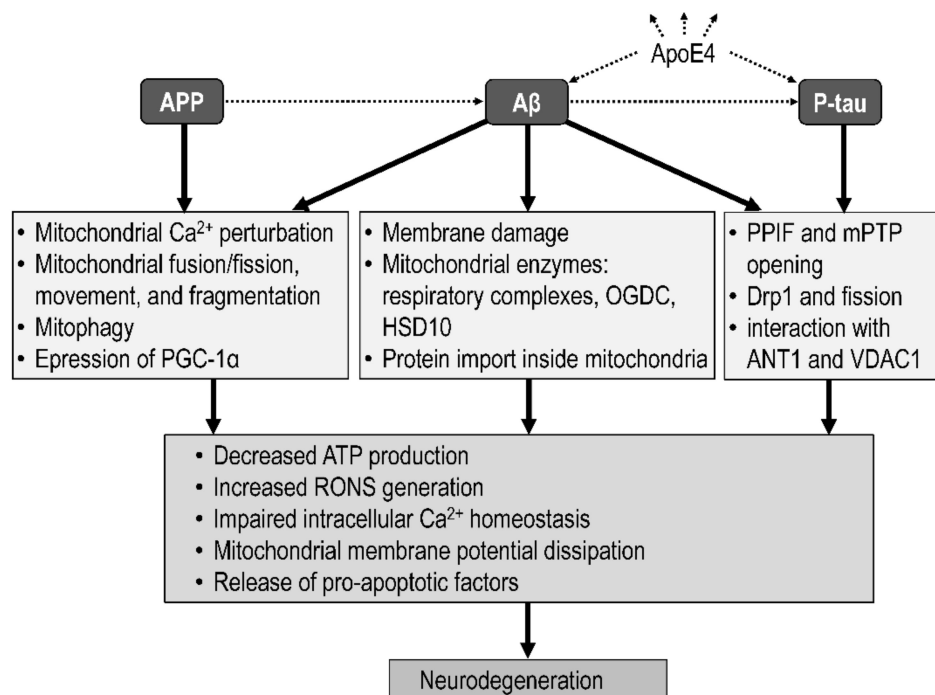 ApoE4
APP
Aβ
P-tau
• Mitochondrial Ca²⁺ perturbation
• Mitochondrial fusion/fission,
movement, and fragmentation
• Mitophagy
• Epression of PGC-1α
• Membrane damage
• Mitochondrial enzymes:
respiratory complexes, OGDC,
HSD10
• Protein import inside mitochondria
• PPIF and mPTP
opening
• Drp1 and fission
• interaction with
ANT1 and VDAC1
• Decreased ATP production
• Increased RONS generation
• Impaired intracellular Ca²⁺ homeostasis
• Mitochondrial membrane potential dissipation
• Release of pro-apoptotic factors
Neurodegeneration